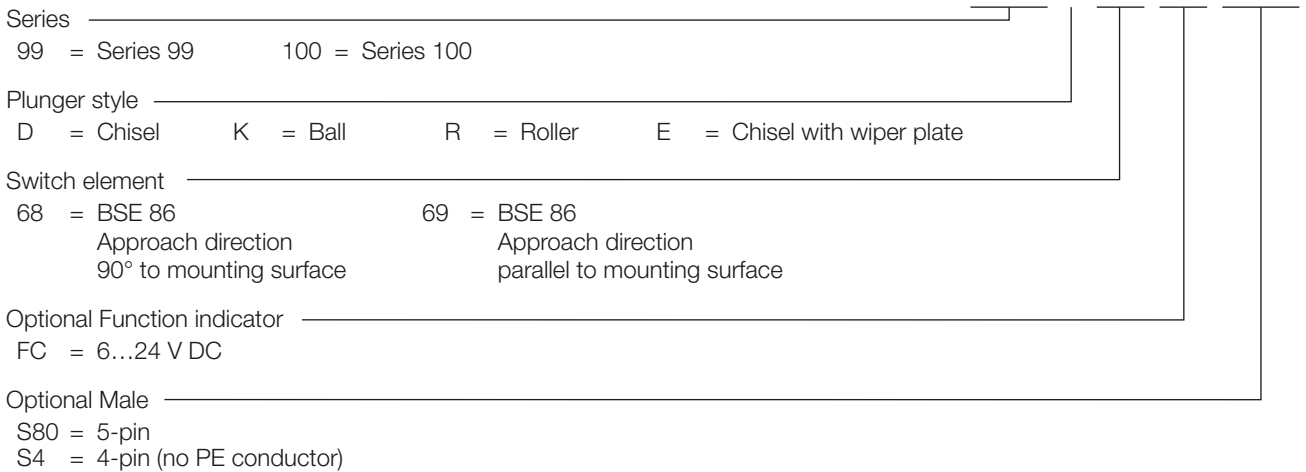 Series
99 = Series 99 100 = Series 100
Plunger style
D = Chisel K = Ball R = Roller E = Chisel with wiper plate
Switch element
68 = BSE 86 69 = BSE 86
Approach direction Approach direction
90° to mounting surface parallel to mounting surface
Optional Function indicator
FC = 6…24 V DC
Optional Male
S80 = 5-pin
S4 = 4-pin (no PE conductor)